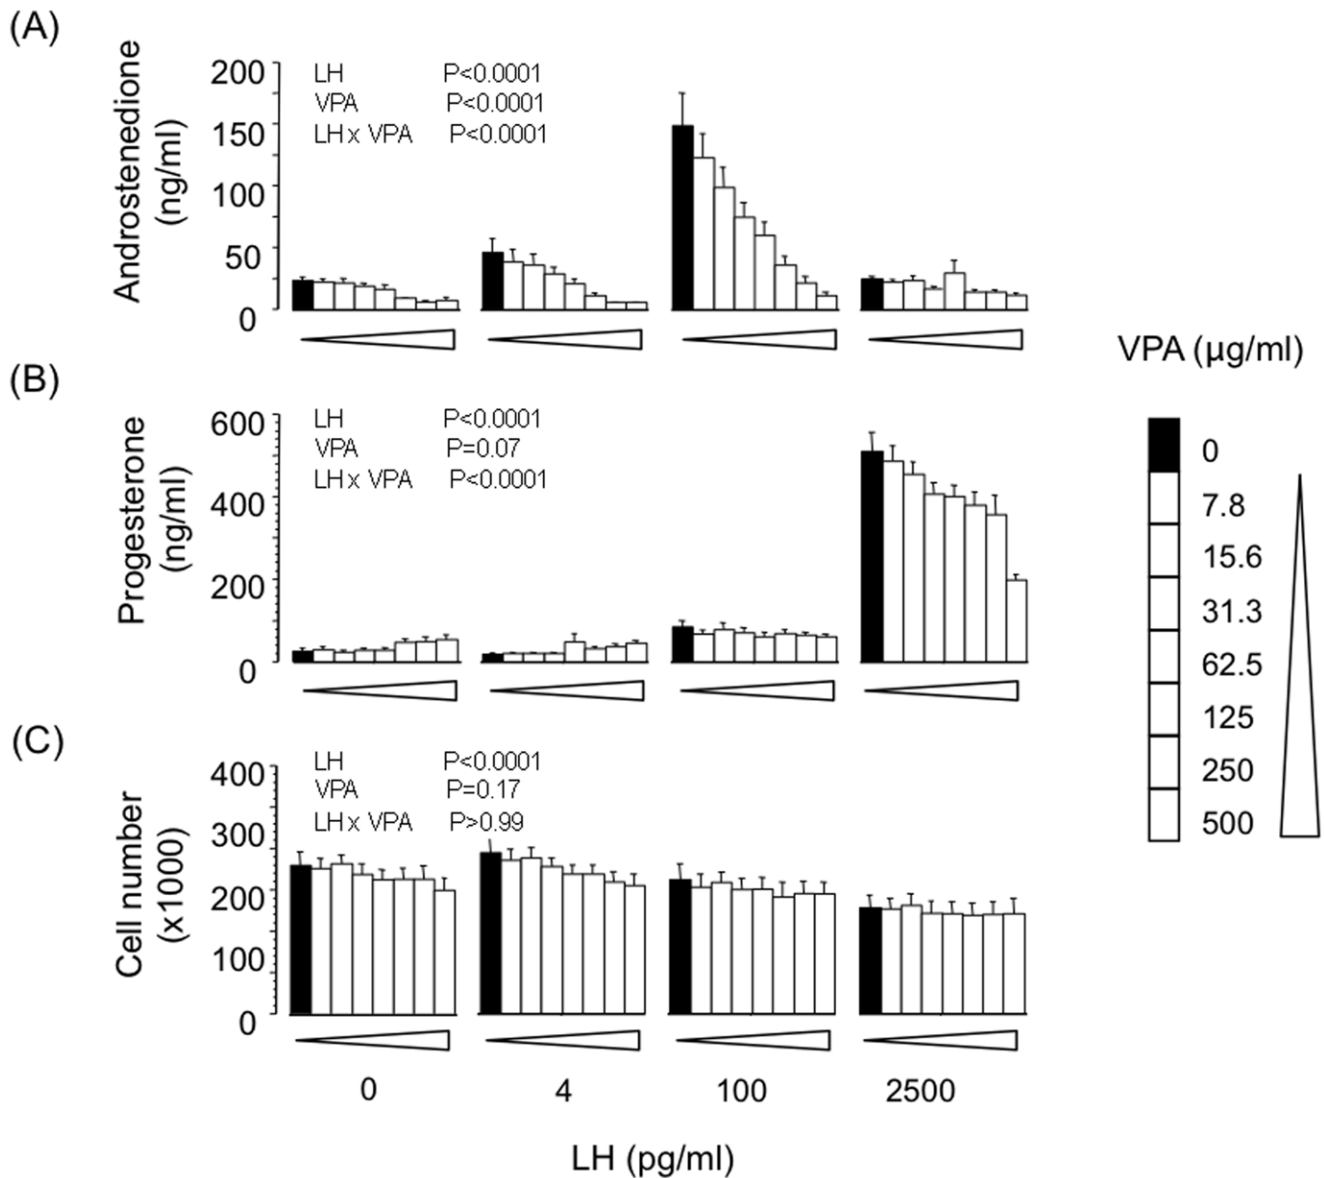 (A)
Androstenedione
(ng/ml)
200
150
100
50
0
LH P<0.0001
VPA P<0.0001
LH x VPA P<0.0001
(B)
Progesterone
(ng/ml)
600
400
200
0
LH P<0.0001
VPA P=0.07
LH x VPA P<0.0001
(C)
Cell number
(x1000)
400
300
200
100
0
LH P<0.0001
VPA P=0.17
LH x VPA P>0.99
0 4 100 2500
LH (pg/ml)
VPA (µg/ml)
0
7.8
15.6
31.3
62.5
125
250
500